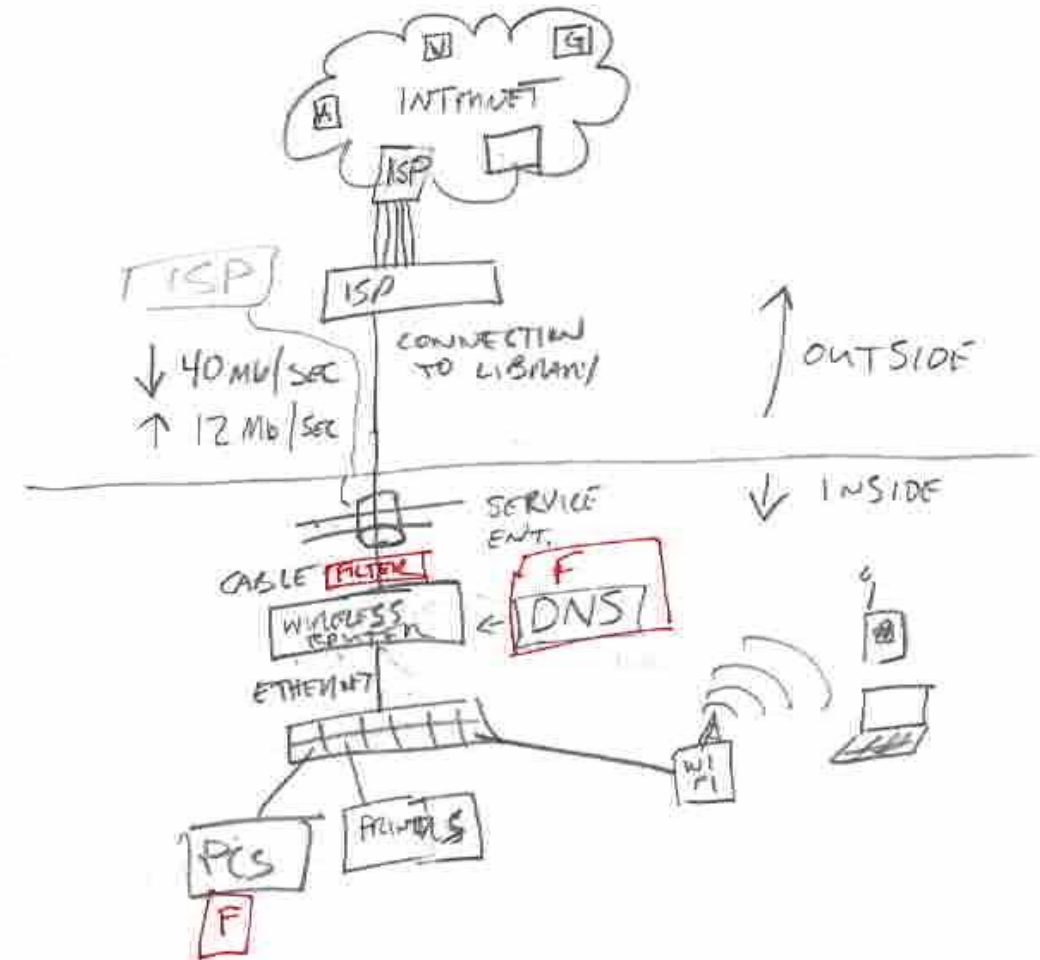 V
G
A
INTERNET
ISP
ISP
ISP
CONNECTION
TO LIBRARY
↓ 40 Mb/SEC
↑ 12 Mb/SEC
OUTSIDE
↓ INSIDE
SERVICE
ENT.
CABLE
FILTER
F
DNS
WIRELESS
ROUTER
ETHERNET
WI
FI
PCS
PRINTERS
F